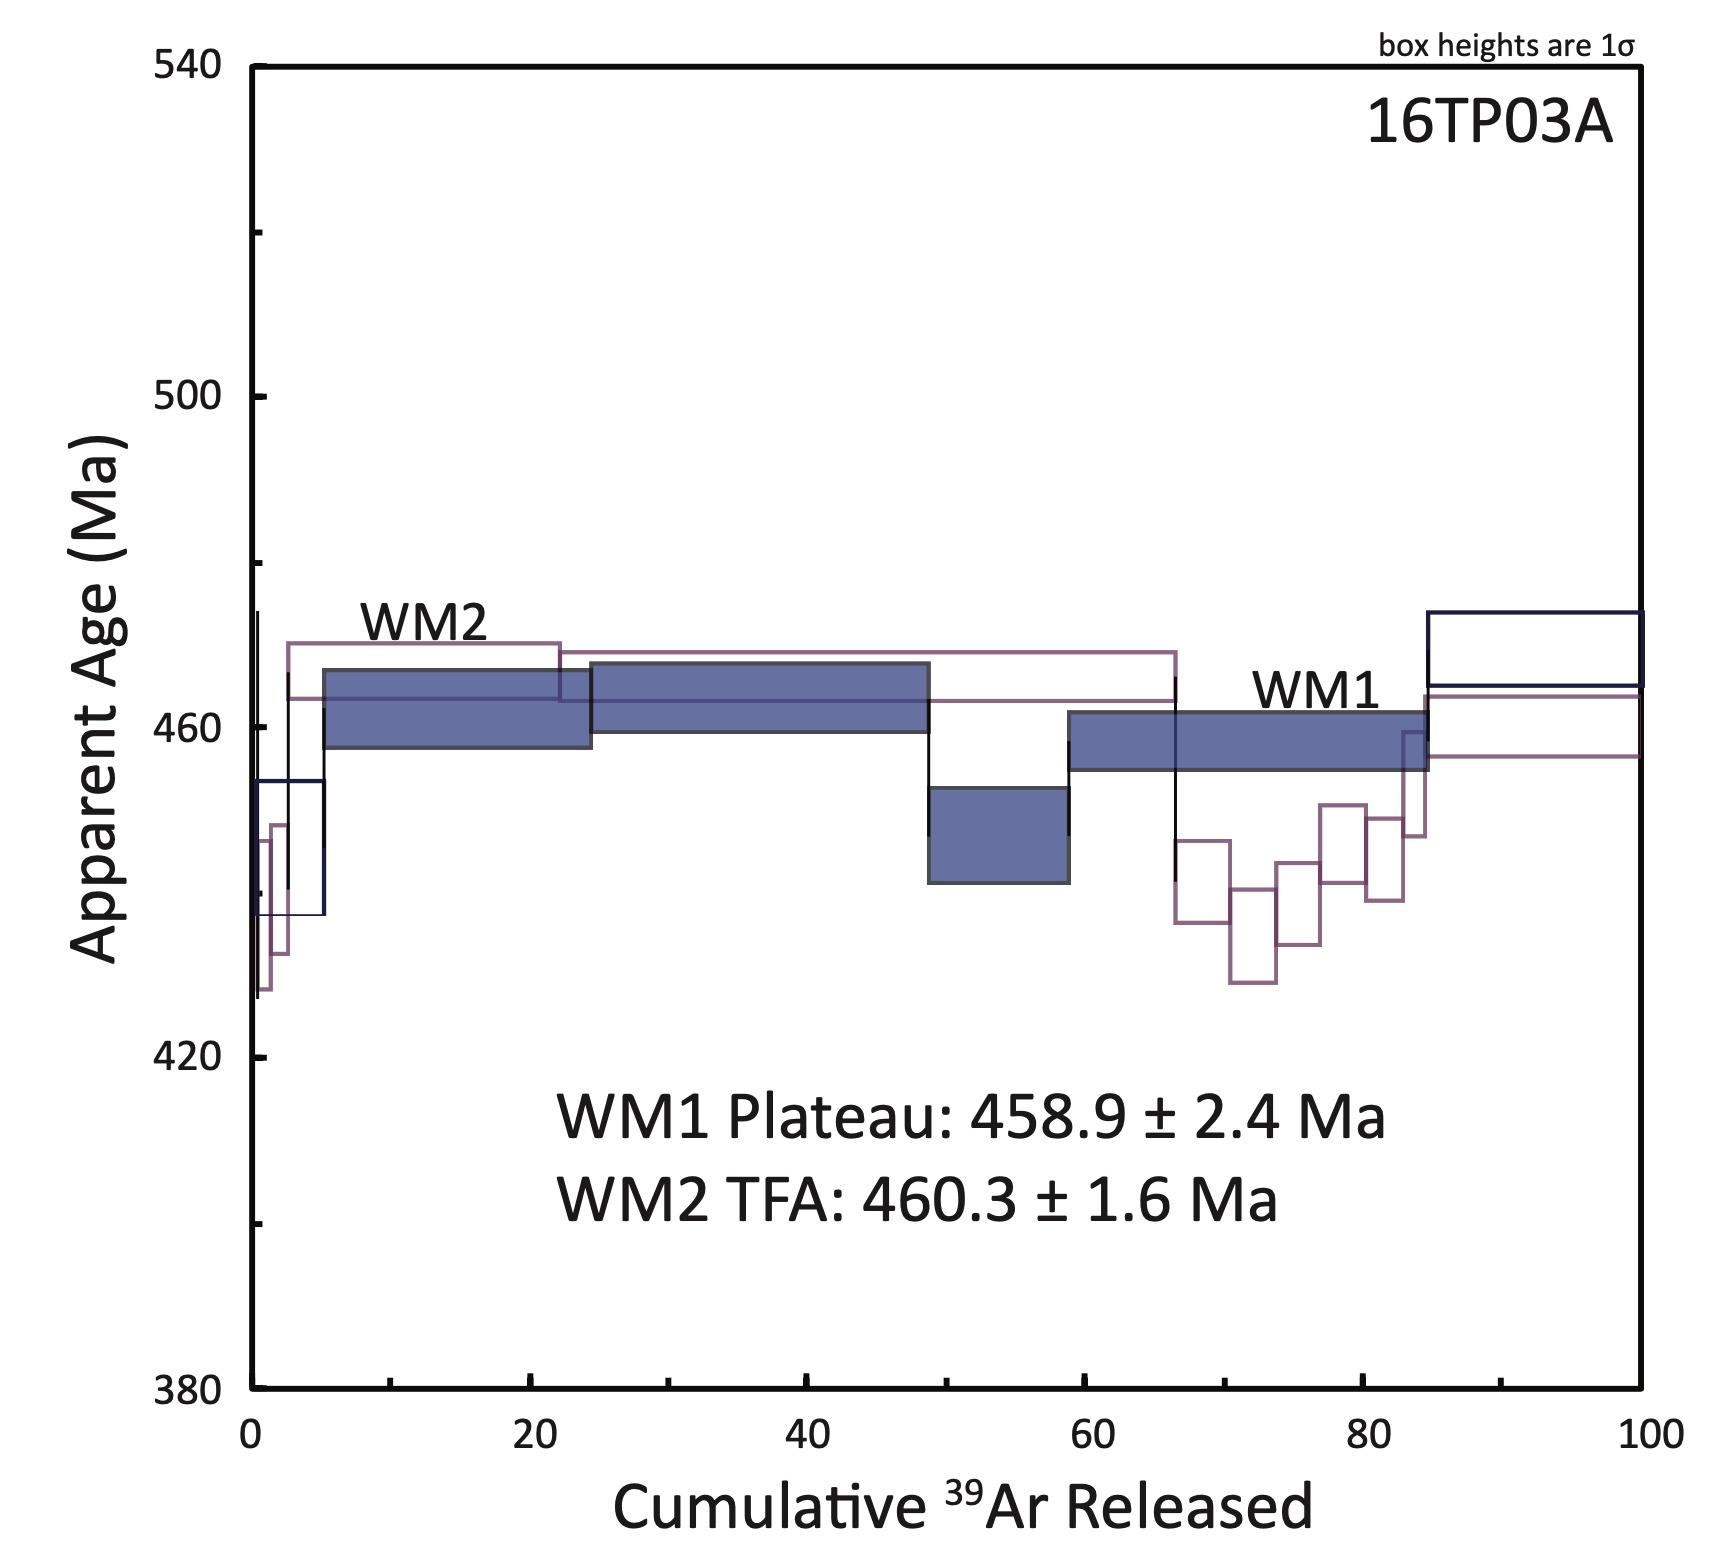 box heights are 1σ
540
16TP03A
500
WM2
WM1
460
420
WM1 Plateau: 458.9 ± 2.4 Ma
WM2 TFA: 460.3 ± 1.6 Ma
380
Apparent Age (Ma)
0 20 40 60 80 100
Cumulative ³⁹Ar Released